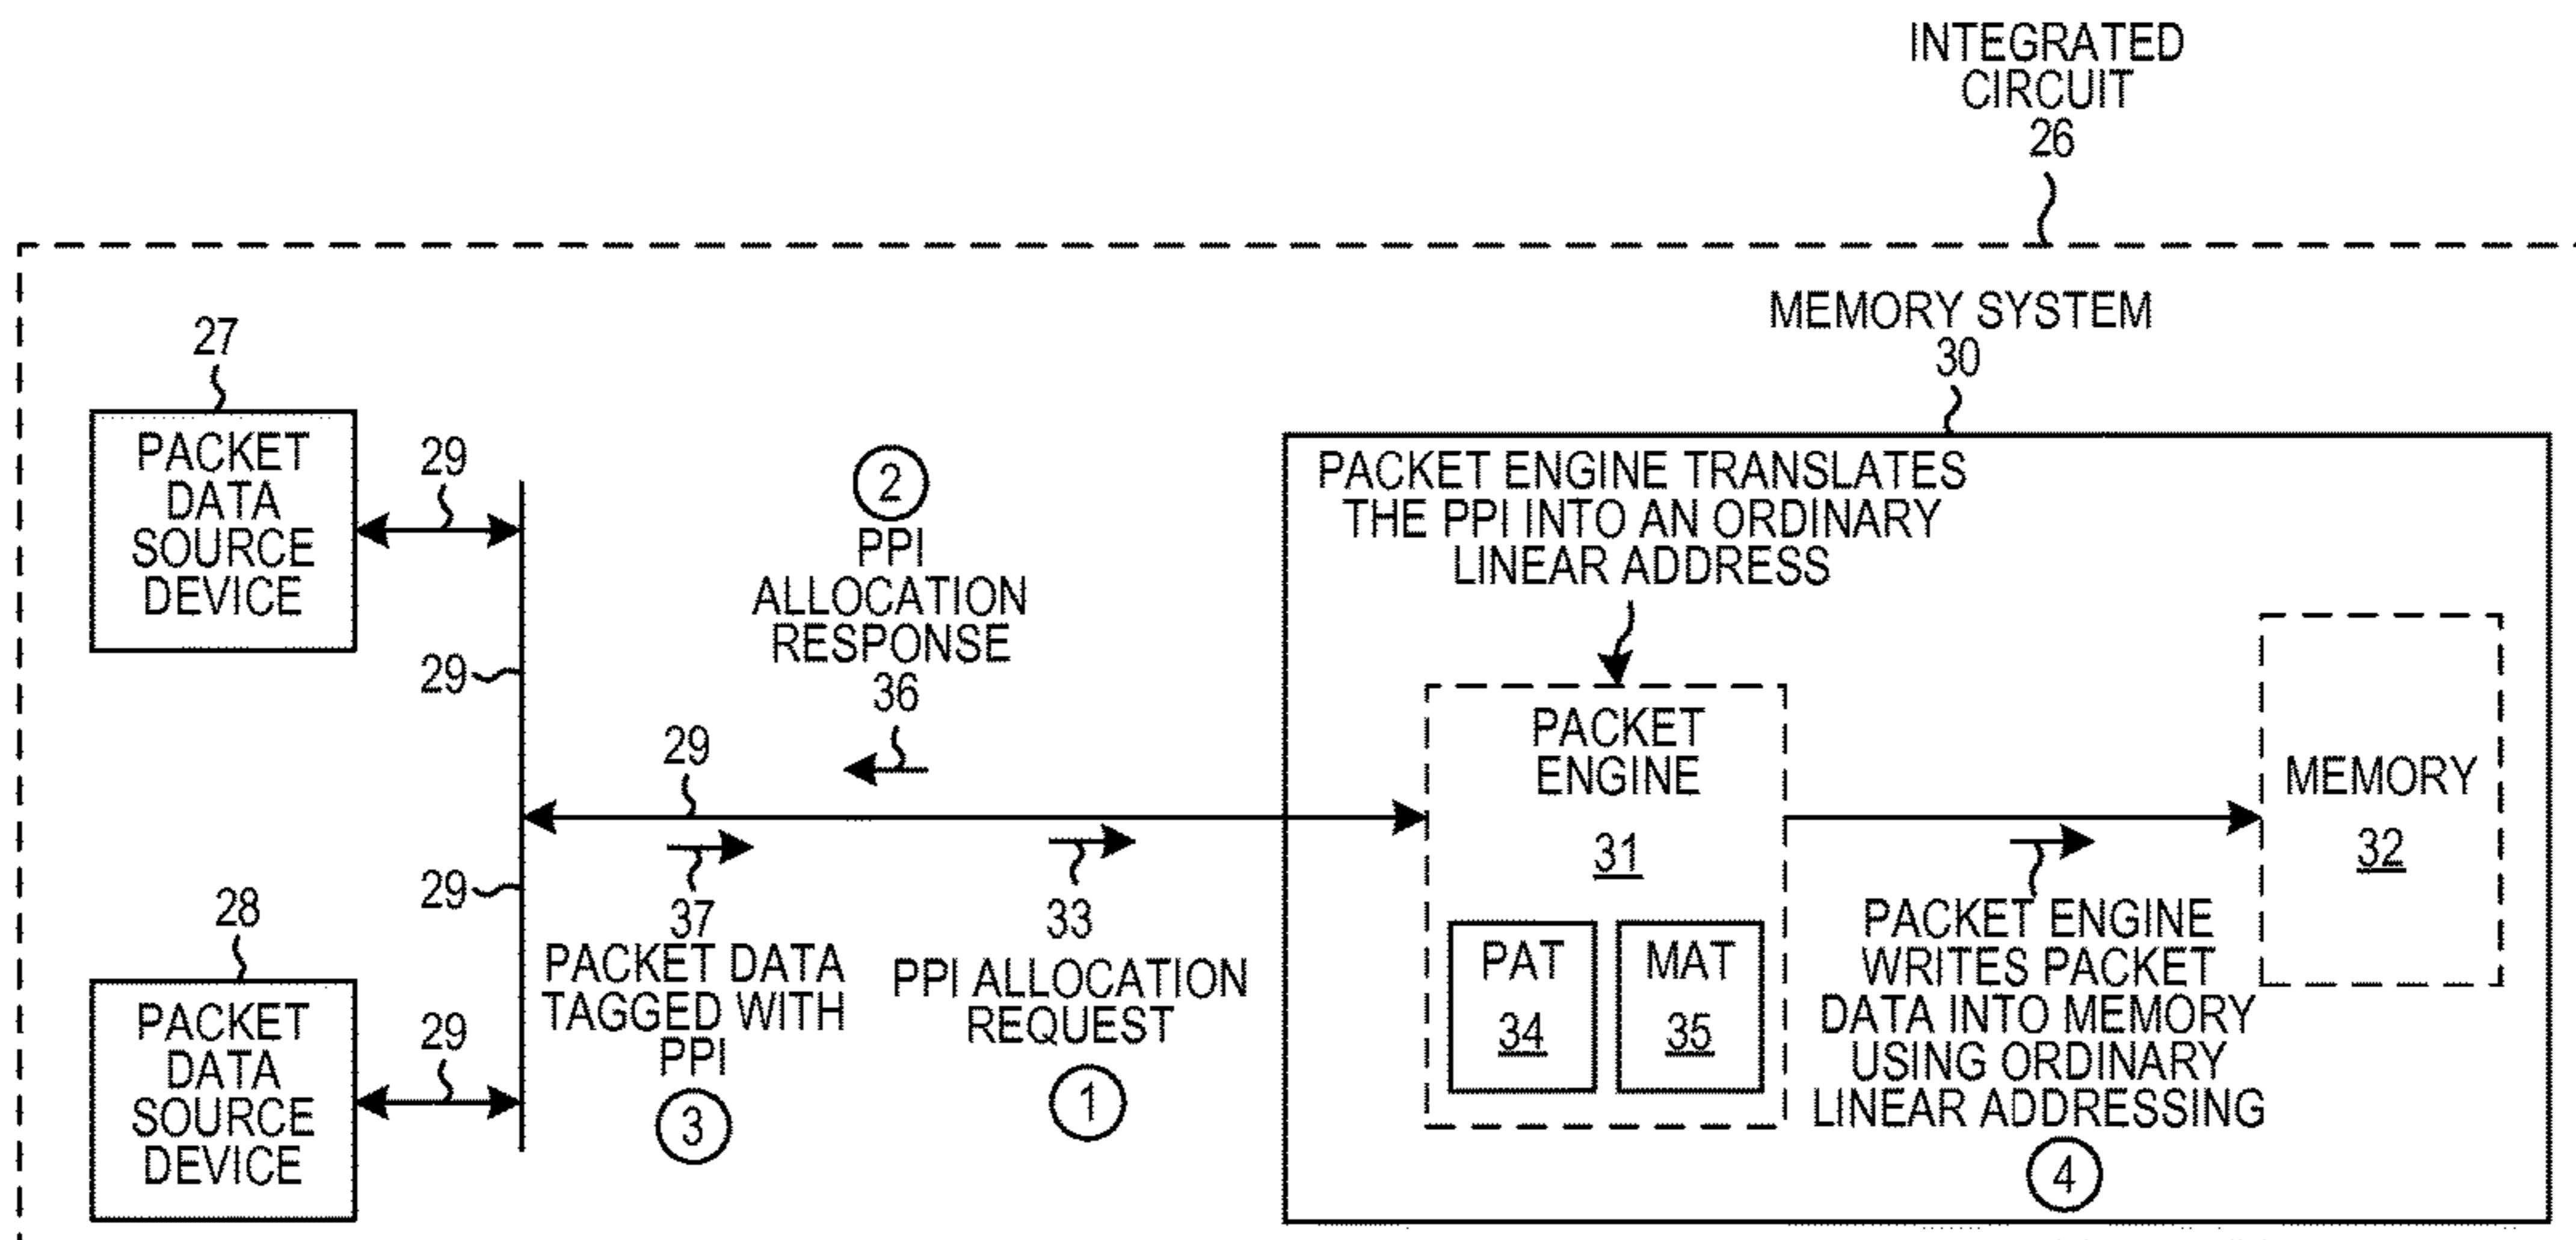 INTEGRATED
CIRCUIT
26
MEMORY SYSTEM
30
27
PACKET
DATA
SOURCE
DEVICE
29
2
PPI
ALLOCATION
RESPONSE
36
PACKET ENGINE TRANSLATES
THE PPI INTO AN ORDINARY
LINEAR ADDRESS
29
29
PACKET
ENGINE
31
PAT
34
MAT
35
MEMORY
32
29
37
PACKET DATA
TAGGED WITH
PPI
3
33
PPI ALLOCATION
REQUEST
1
PACKET ENGINE
WRITES PACKET
DATA INTO MEMORY
USING ORDINARY
LINEAR ADDRESSING
4
28
PACKET
DATA
SOURCE
DEVICE
29